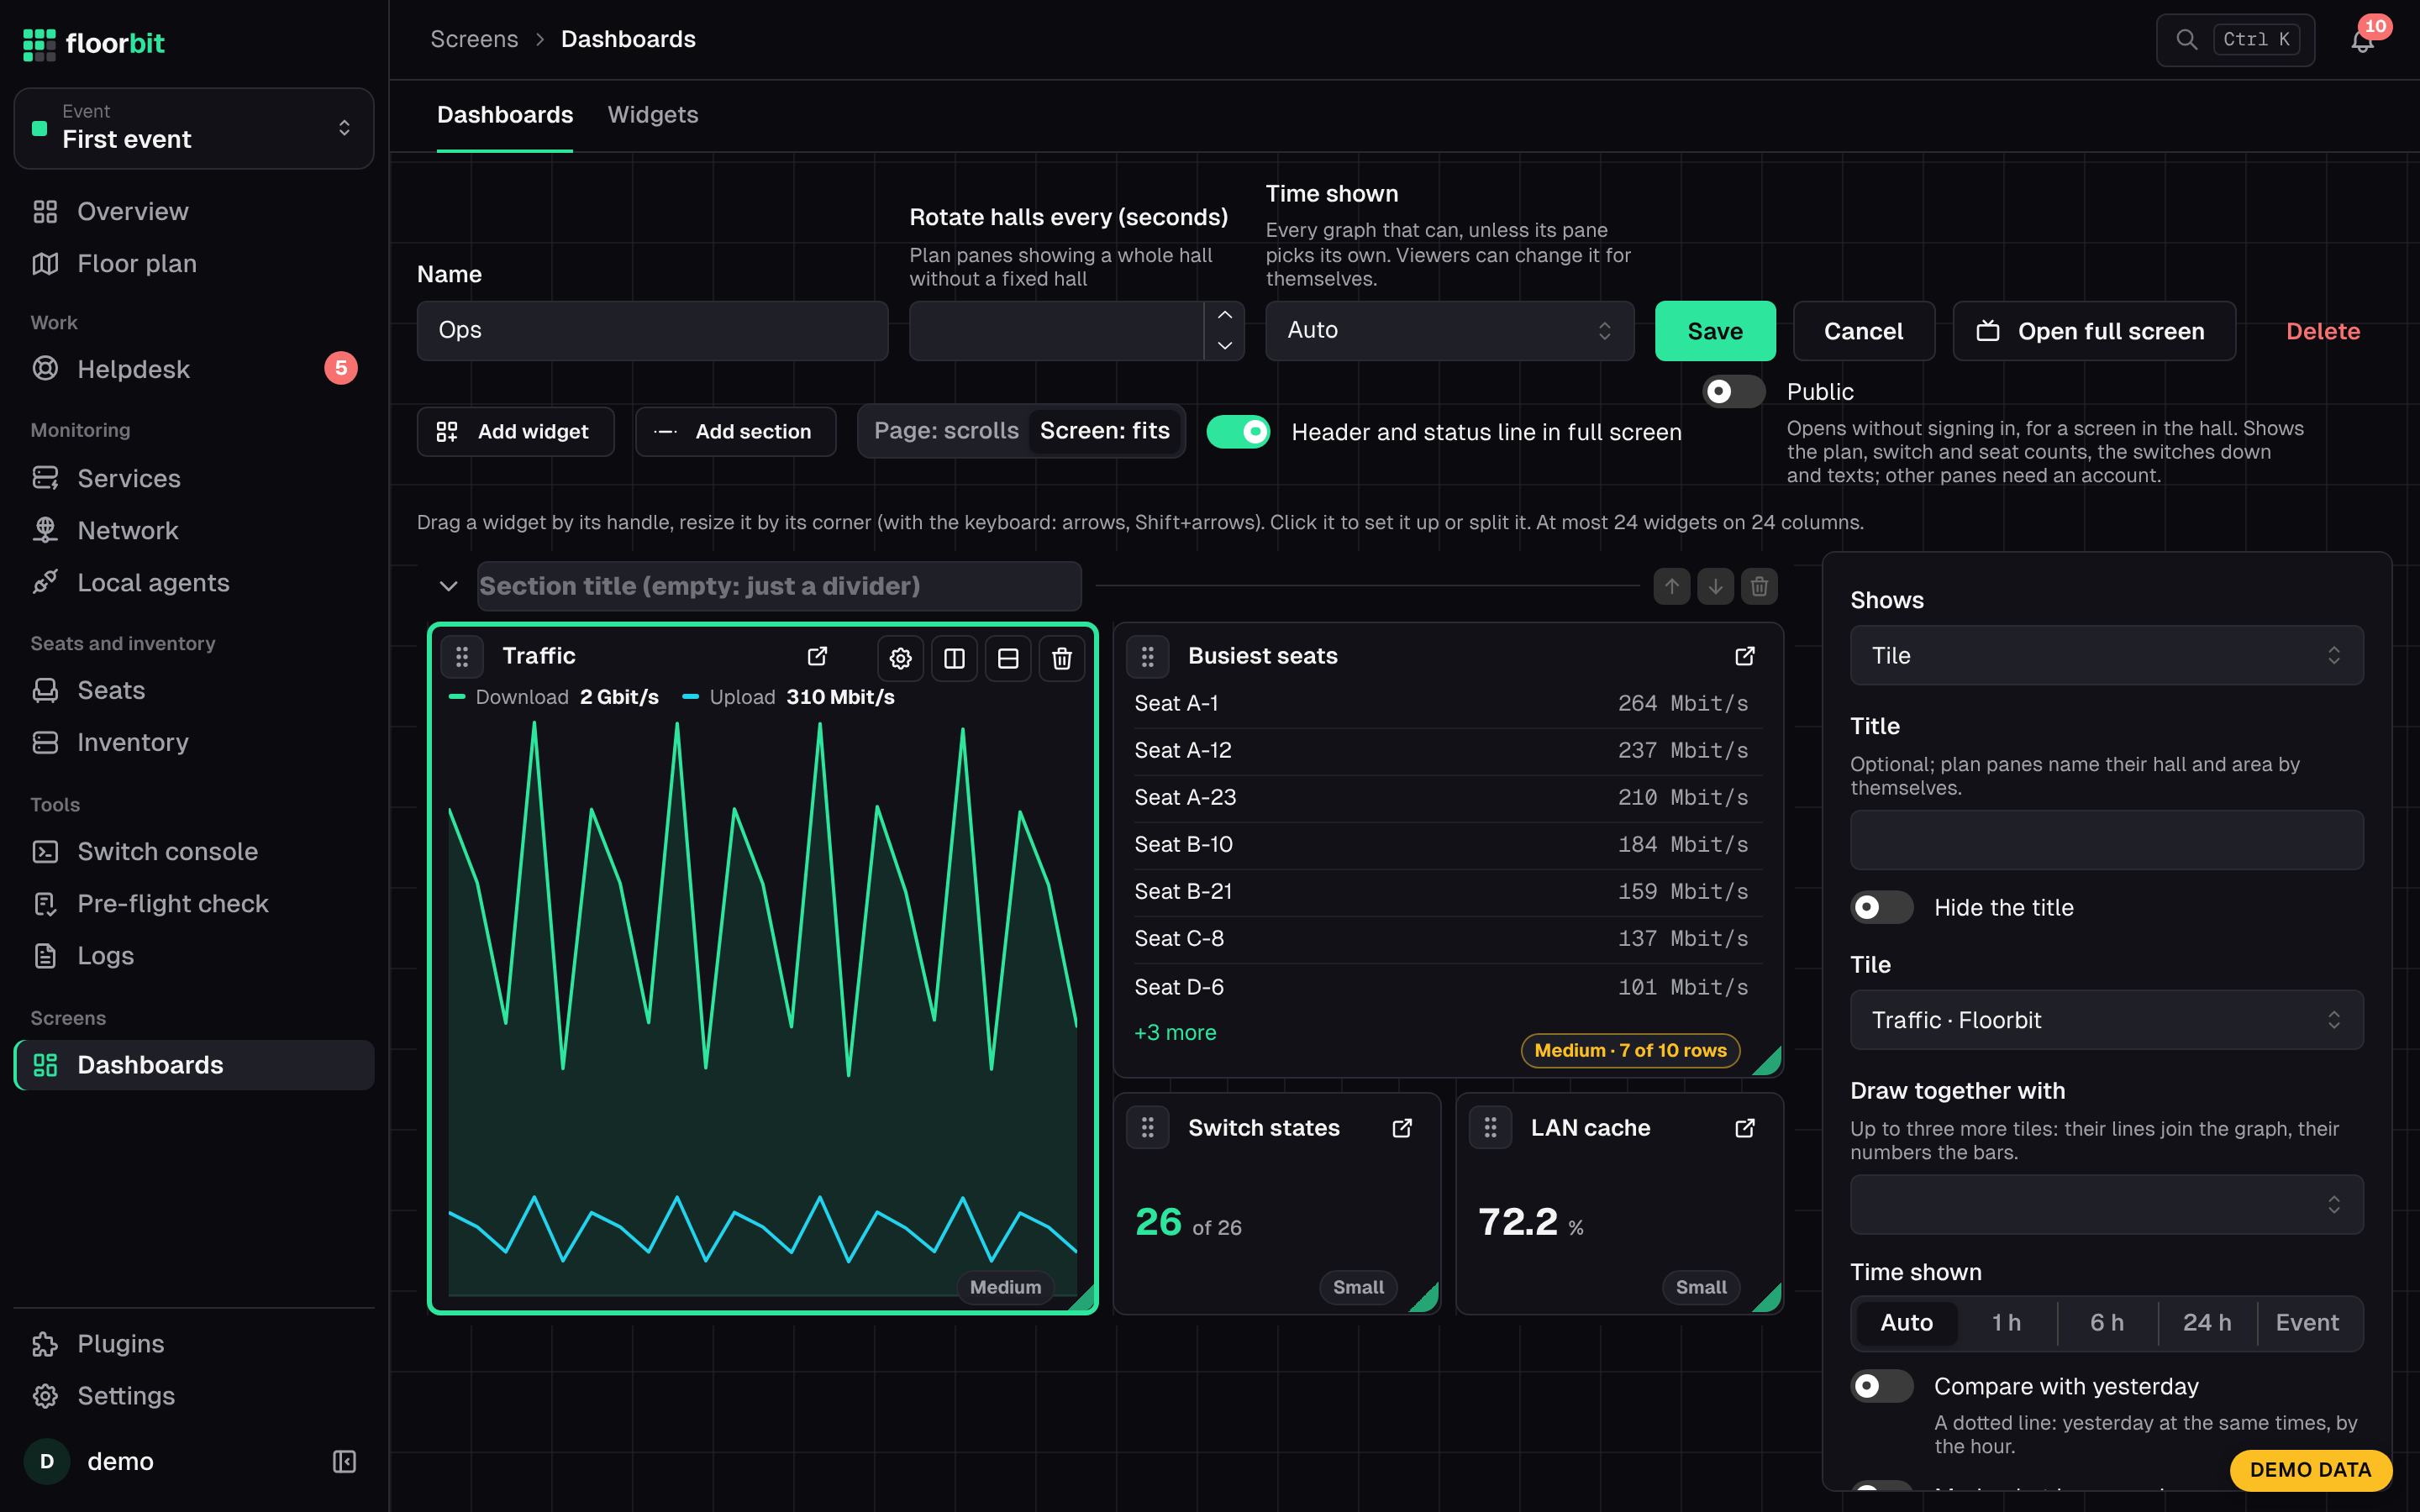 floorbit
Event
First event
Overview
Floor plan
Work
Helpdesk
5
Monitoring
Services
Network
Local agents
Seats and inventory
Seats
Inventory
Tools
Switch console
Pre-flight check
Logs
Screens
Dashboards
Plugins
Settings
D
demo
Screens
Dashboards
Ctrl K
10
Dashboards
Widgets
Name
Ops
Rotate halls every (seconds)
Plan panes showing a whole hall
without a fixed hall
Time shown
Every graph that can, unless its pane
picks its own. Viewers can change it for
themselves.
Auto
Save
Cancel
Open full screen
Delete
Add widget
Add section
Page: scrolls
Screen: fits
Header and status line in full screen
Public
Opens without signing in, for a screen in the hall. Shows
the plan, switch and seat counts, the switches down
and texts; other panes need an account.
Drag a widget by its handle, resize it by its corner (with the keyboard: arrows, Shift+arrows). Click it to set it up or split it. At most 24 widgets on 24 columns.
Section title (empty: just a divider)
Traffic
Download 2 Gbit/s
Upload 310 Mbit/s
Medium
Busiest seats
Seat A-1 264 Mbit/s
Seat A-12 237 Mbit/s
Seat A-23 210 Mbit/s
Seat B-10 184 Mbit/s
Seat B-21 159 Mbit/s
Seat C-8 137 Mbit/s
Seat D-6 101 Mbit/s
+3 more
Medium · 7 of 10 rows
Switch states
26 of 26
Small
LAN cache
72.2 %
Small
Shows
Tile
Title
Optional; plan panes name their hall and area by
themselves.
Hide the title
Tile
Traffic · Floorbit
Draw together with
Up to three more tiles: their lines join the graph, their
numbers the bars.
Time shown
Auto
1 h
6 h
24 h
Event
Compare with yesterday
A dotted line: yesterday at the same times, by
the hour.
DEMO DATA